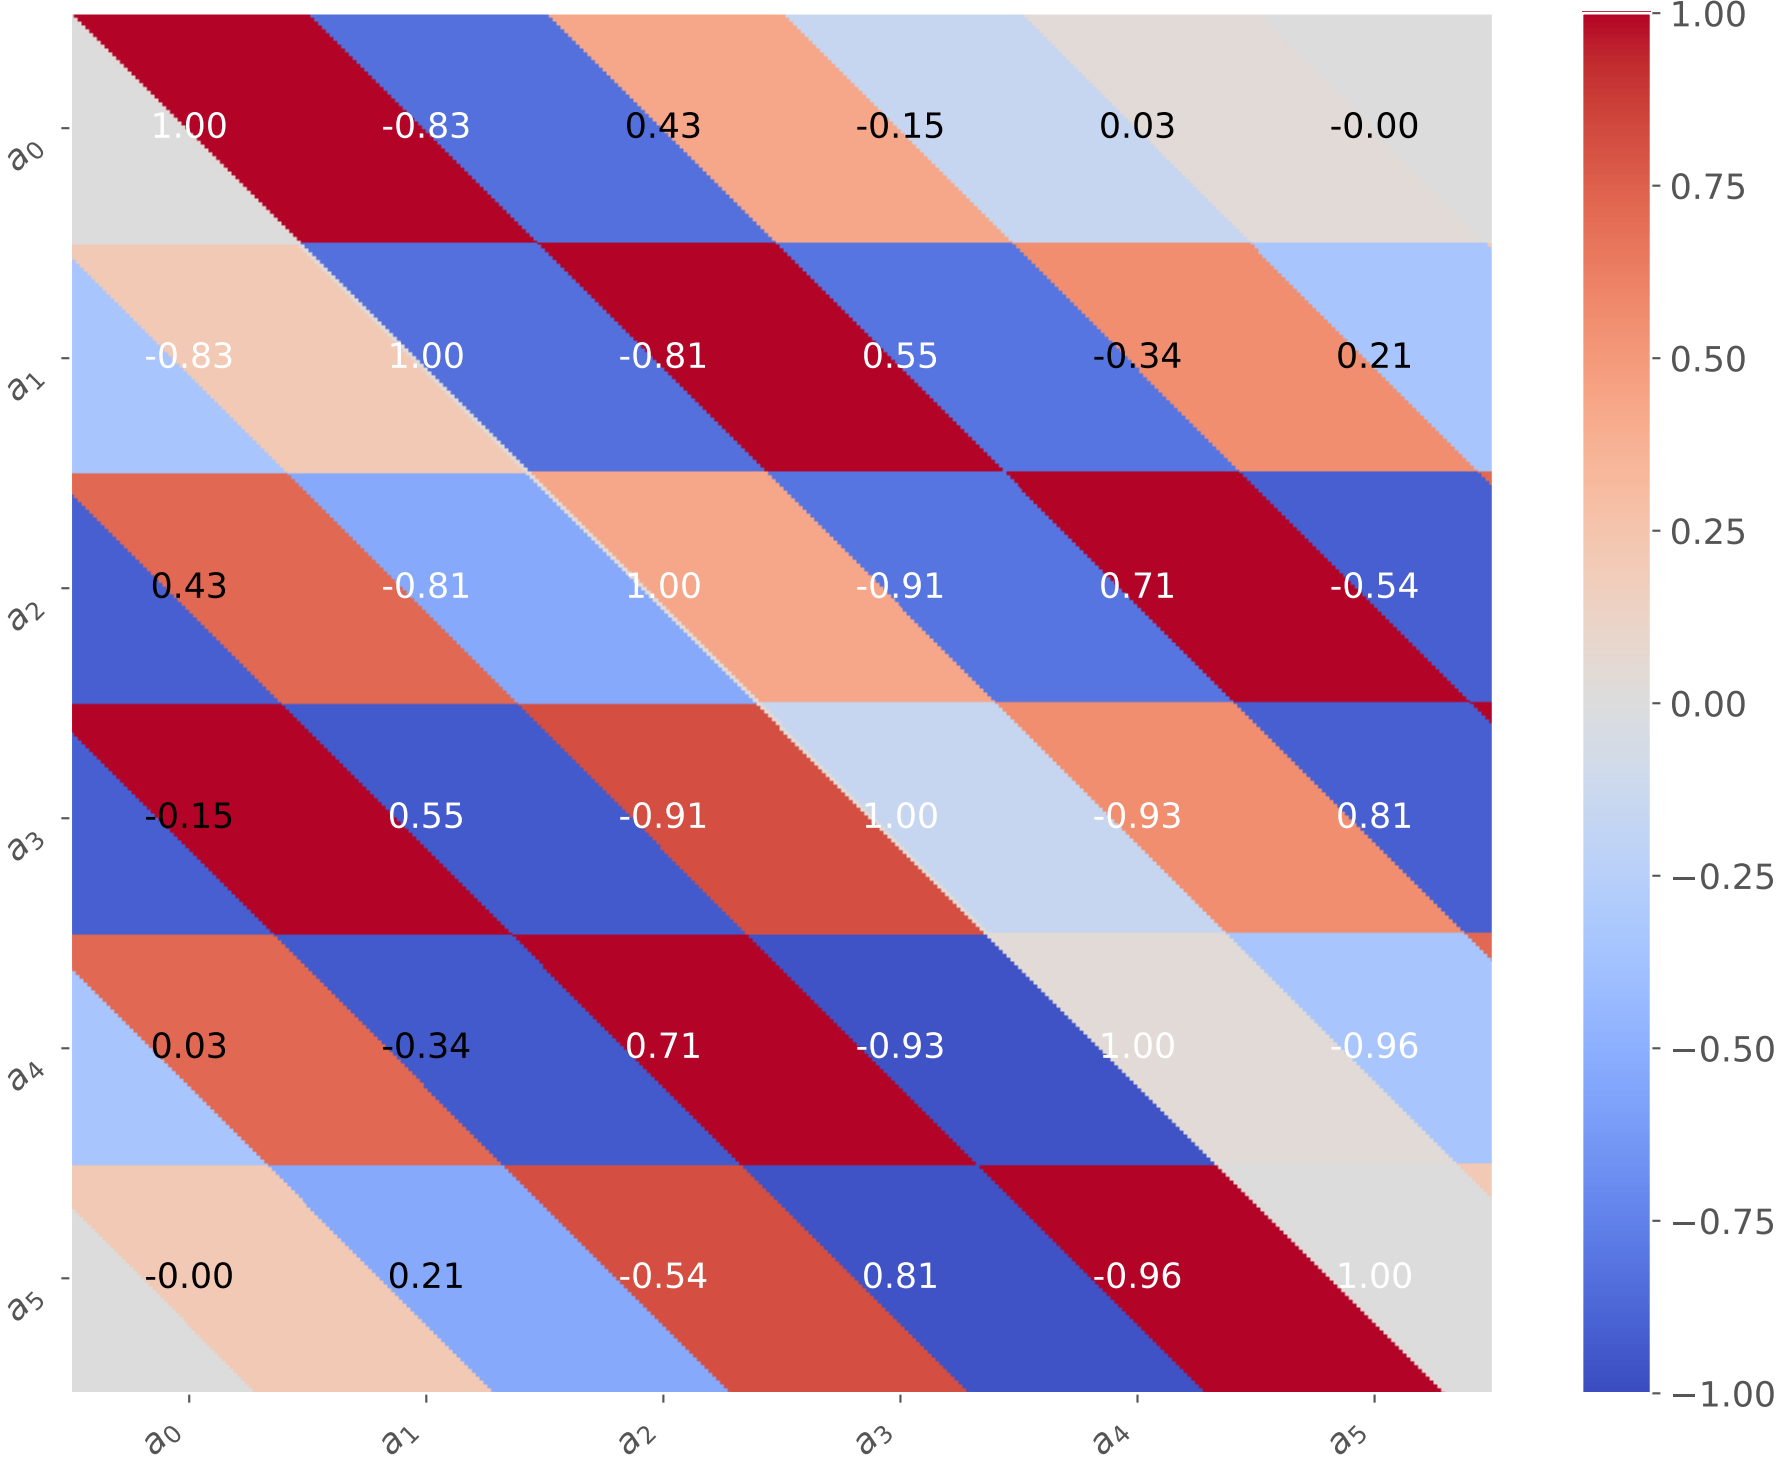 1.00
a₀ 1.00 -0.83 0.43 -0.15 0.03 -0.00
0.75
a₁ -0.83 1.00 -0.81 0.55 -0.34 0.21
0.50
0.25
a₂ 0.43 -0.81 1.00 -0.91 0.71 -0.54
0.00
a₃ -0.15 0.55 -0.91 1.00 -0.93 0.81
−0.25
a₄ 0.03 -0.34 0.71 -0.93 1.00 -0.96
−0.50
−0.75
a₅ -0.00 0.21 -0.54 0.81 -0.96 1.00
−1.00
a₀ a₁ a₂ a₃ a₄ a₅